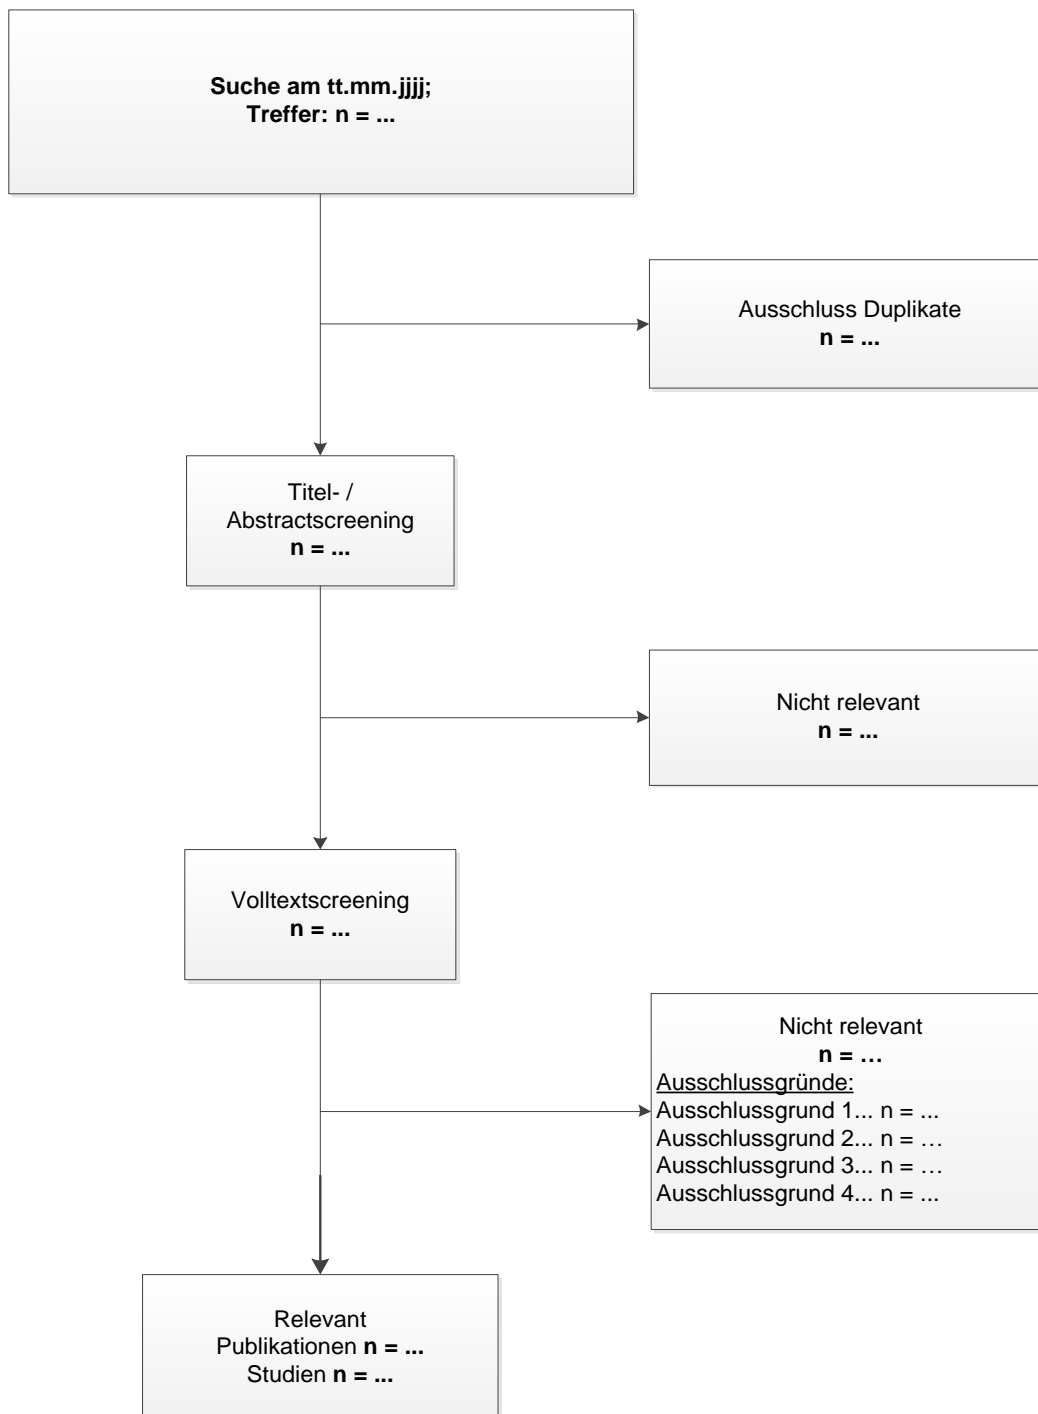 Suche am tt.mm.jjjj;
Treffer: n = ...
Ausschluss Duplikate
n = ...
Titel- /
Abstractscreening
n = ...
Nicht relevant
n = ...
Volltextscreening
n = ...
Nicht relevant
n = …
Ausschlussgründe:
Ausschlussgrund 1... n = ...
Ausschlussgrund 2... n = …
Ausschlussgrund 3... n = …
Ausschlussgrund 4... n = ...
Relevant
Publikationen n = ...
Studien n = ...